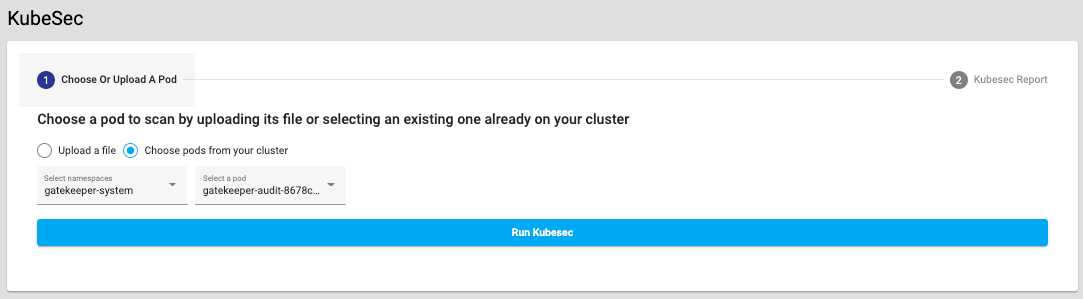 KubeSec
1 Choose Or Upload A Pod
2 Kubesec Report
Choose a pod to scan by uploading its file or selecting an existing one already on your cluster
Upload a file Choose pods from your cluster
Select namespaces
gatekeeper-system
Select a pod
gatekeeper-audit-8678c...
Run Kubesec